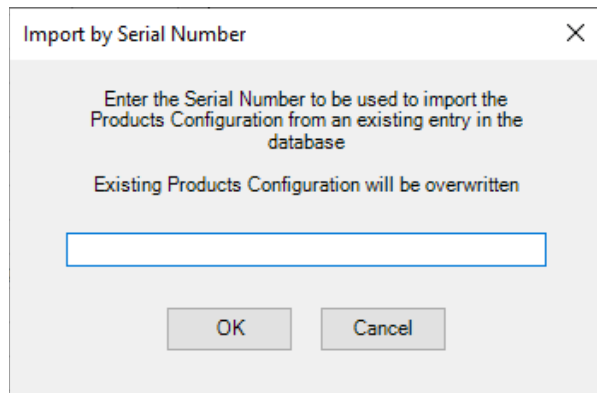 Import by Serial Number
Enter the Serial Number to be used to import the
Products Configuration from an existing entry in the
database
Existing Products Configuration will be overwritten
OK
Cancel